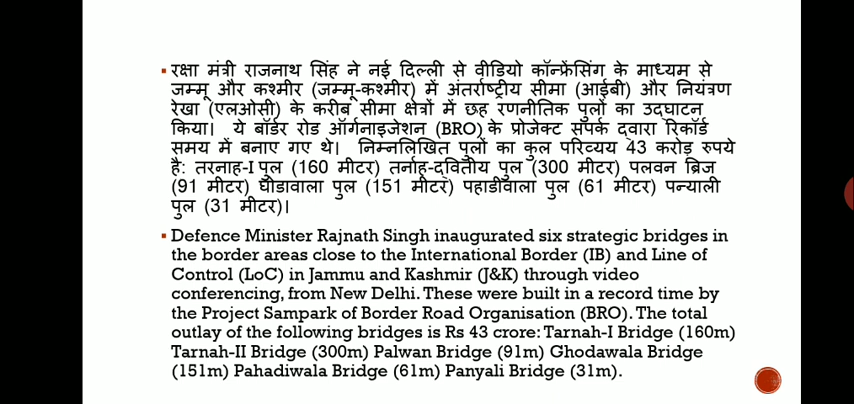 रक्षा मंत्री राजनाथ सिंह ने नई दिल्ली से वीडियो कॉन्फ्रेंसिंग के माध्यम से
जम्मू और कश्मीर (जम्मू-कश्मीर) में अंतर्राष्ट्रीय सीमा (आईबी) और नियंत्रण
रेखा (एलओसी) के करीब सीमा क्षेत्रों में छह रणनीतिक पुलों का उद्घाटन
किया। ये बॉर्डर रोड ऑर्गनाइजेशन (BRO) के प्रोजेक्ट संपर्क द्वारा रिकॉर्ड
समय में बनाए गए थे। निम्नलिखित पुलों का कुल परिव्यय 43 करोड़ रुपये
है: तरनाह-I पुल (160 मीटर) तर्नाह-द्वितीय पुल (300 मीटर) पलवन ब्रिज
(91 मीटर) घोडावाला पुल (151 मीटर) पहाडीवाला पुल (61 मीटर) पन्याली
पुल (31 मीटर)।
Defence Minister Rajnath Singh inaugurated six strategic bridges in
the border areas close to the International Border (IB) and Line of
Control (LoC) in Jammu and Kashmir (J&K) through video
conferencing, from New Delhi. These were built in a record time by
the Project Sampark of Border Road Organisation (BRO). The total
outlay of the following bridges is Rs 43 crore: Tarnah-I Bridge (160m)
Tarnah-II Bridge (300m) Palwan Bridge (91m) Ghodawala Bridge
(151m) Pahadiwala Bridge (61m) Panyali Bridge (31m).